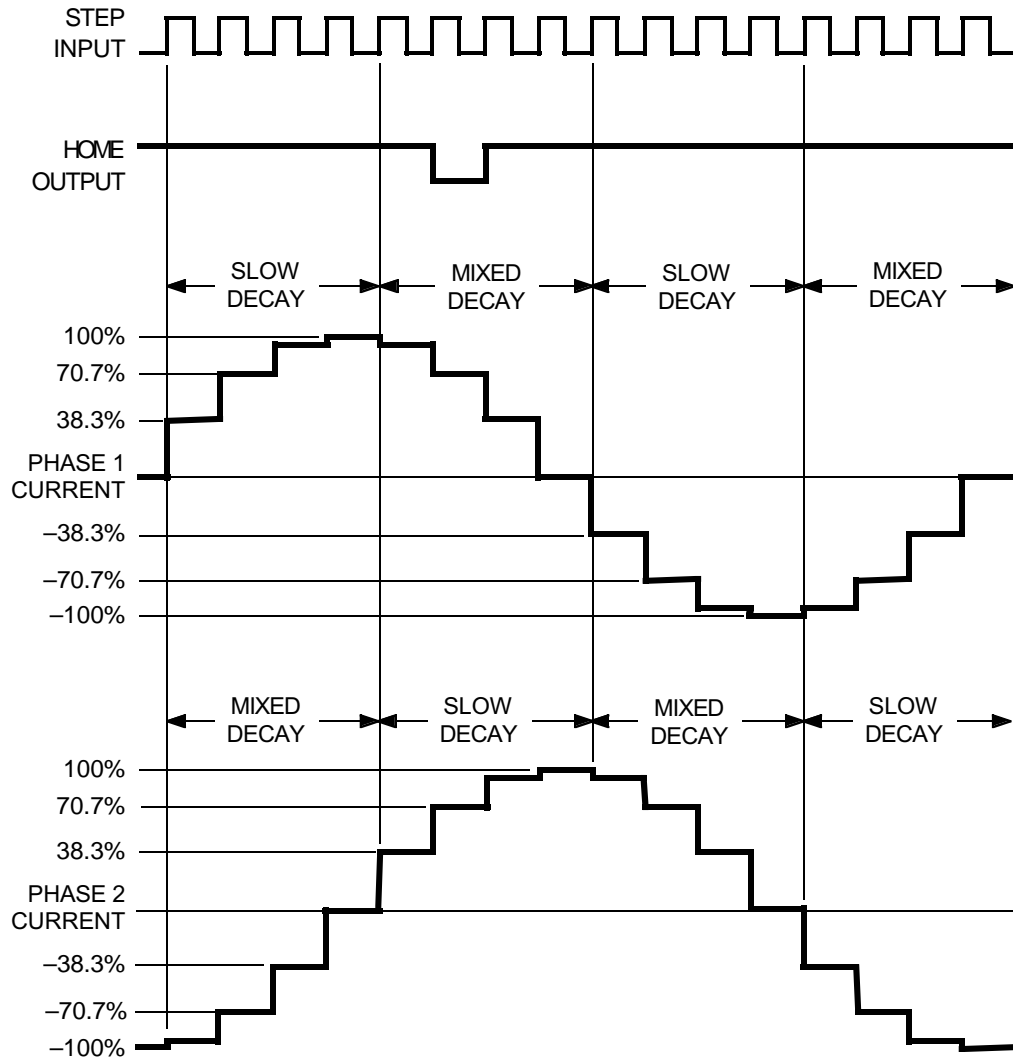 STEP
INPUT
HOME
OUTPUT
SLOW
DECAY
MIXED
DECAY
SLOW
DECAY
MIXED
DECAY
100%
70.7%
38.3%
PHASE 1
CURRENT
–38.3%
–70.7%
–100%
MIXED
DECAY
SLOW
DECAY
MIXED
DECAY
SLOW
DECAY
100%
70.7%
38.3%
PHASE 2
CURRENT
–38.3%
–70.7%
–100%